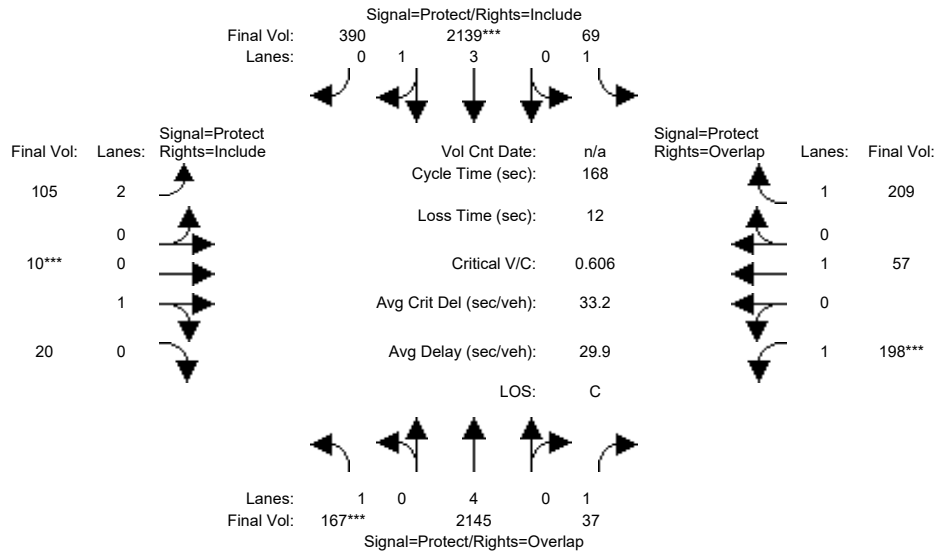 Signal=Protect/Rights=Include
Final Vol: 390 2139*** 69
Lanes: 0 1 3 0 1
Signal=Protect Signal=Protect
Final Vol: Lanes: Rights=Include Vol Cnt Date: n/a Rights=Overlap Lanes: Final Vol:
Cycle Time (sec): 168
105 2 1 209
Loss Time (sec): 12
0 0
10*** 0 Critical V/C: 0.606 1 57
1 Avg Crit Del (sec/veh): 33.2 0
20 0 Avg Delay (sec/veh): 29.9 1 198***
LOS: C
Lanes: 1 0 4 0 1
Final Vol: 167*** 2145 37
Signal=Protect/Rights=Overlap